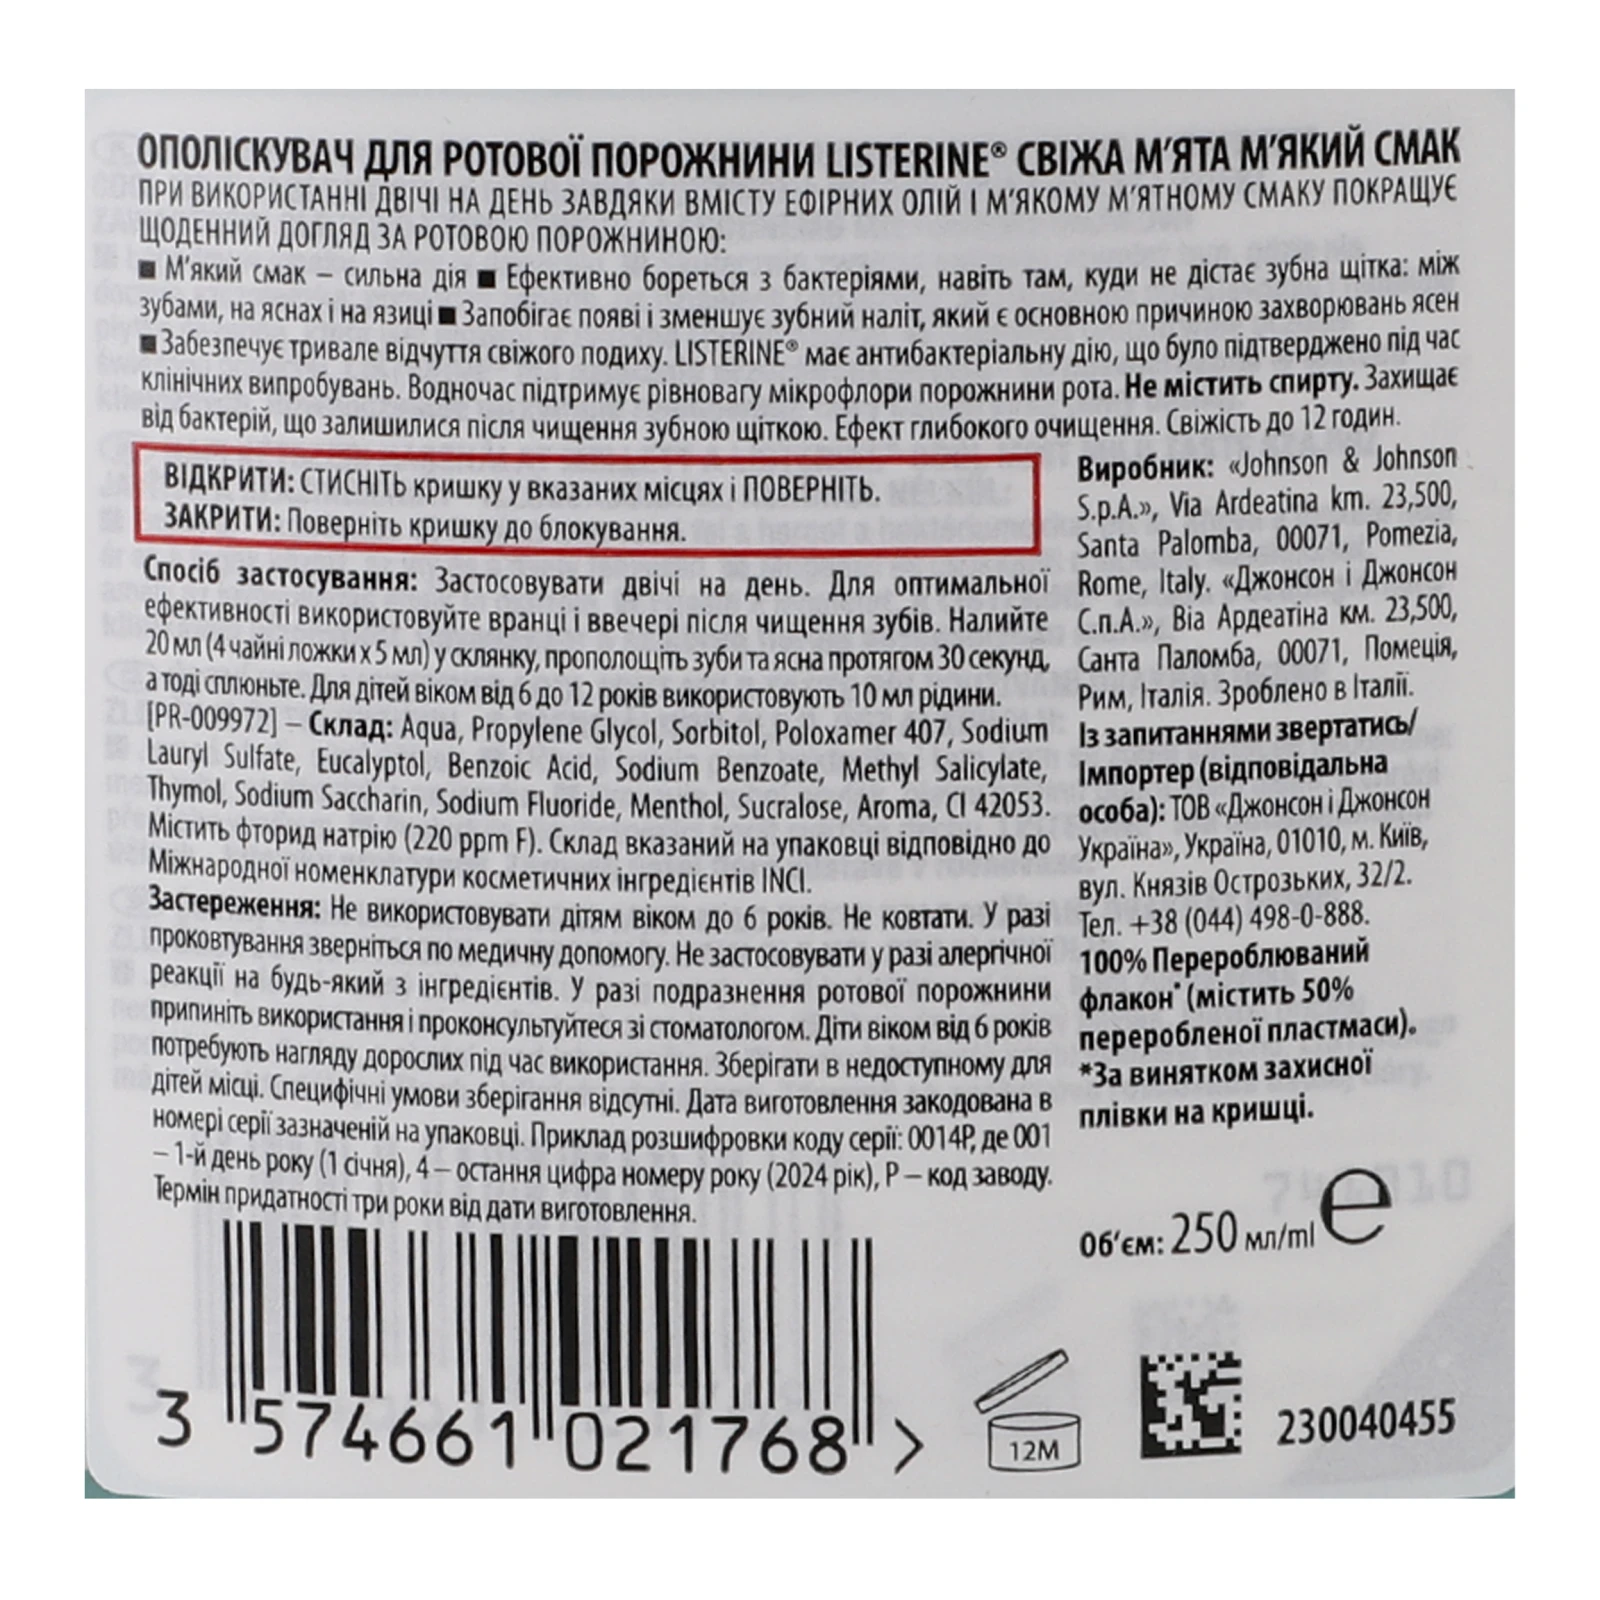 ОПОЛІСКУВАЧ ДЛЯ РОТОВОЇ ПОРОЖНИНИ LISTERINE® СВІЖА М'ЯТА М'ЯКИЙ СМАК
ПРИ ВИКОРИСТАННІ ДВІЧІ НА ДЕНЬ ЗАВДЯКИ ВМІСТУ ЕФІРНИХ ОЛІЙ І М'ЯКОМУ М'ЯТНОМУ СМАКУ ПОКРАЩУЄ
ЩОДЕННИЙ ДОГЛЯД ЗА РОТОВОЮ ПОРОЖНИНОЮ:
■ М'який смак – сильна дія ■ Ефективно бореться з бактеріями, навіть там, куди не дістає зубна щітка: між
зубами, на яснах і на язиці ■ Запобігає появі і зменшує зубний наліт, який є основною причиною захворювань ясен
■ Забезпечує тривале відчуття свіжого подиху. LISTERINE® має антибактеріальну дію, що було підтверджено під час
клінічних випробувань. Водночас підтримує рівновагу мікрофлори порожнини рота. Не містить спирту. Захищає
від бактерій, що залишилися після чищення зубною щіткою. Ефект глибокого очищення. Свіжість до 12 годин.
ВІДКРИТИ: СТИСНІТЬ кришку у вказаних місцях і ПОВЕРНІТЬ.
ЗАКРИТИ: Поверніть кришку до блокування.
Спосіб застосування: Застосовувати двічі на день. Для оптимальної
ефективності використовуйте вранці і ввечері після чищення зубів. Налийте
20 мл (4 чайні ложки х 5 мл) у склянку, прополощіть зуби та ясна протягом 30 секунд,
а тоді сплюньте. Для дітей віком від 6 до 12 років використовують 10 мл рідини.
[PR-009972] – Склад: Aqua, Propylene Glycol, Sorbitol, Poloxamer 407, Sodium
Lauryl Sulfate, Eucalyptol, Benzoic Acid, Sodium Benzoate, Methyl Salicylate,
Thymol, Sodium Saccharin, Sodium Fluoride, Menthol, Sucralose, Aroma, CI 42053.
Містить фторид натрію (220 ppm F). Склад вказаний на упаковці відповідно до
Міжнародної номенклатури косметичних інгредієнтів INCI.
Застереження: Не використовувати дітям віком до 6 років. Не ковтати. У разі
проковтування зверніться по медичну допомогу. Не застосовувати у разі алергічної
реакції на будь-який з інгредієнтів. У разі подразнення ротової порожнини
припиніть використання і проконсультуйтеся зі стоматологом. Діти віком від 6 років
потребують нагляду дорослих під час використання. Зберігати в недоступному для
дітей місці. Специфічні умови зберігання відсутні. Дата виготовлення закодована в
номері серії зазначеній на упаковці. Приклад розшифровки коду серії: 0014P, де 001
– 1-й день року (1 січня), 4 – остання цифра номеру року (2024 рік), P – код заводу.
Термін придатності три роки від дати виготовлення.
Виробник: «Johnson & Johnson
S.p.A.», Via Ardeatina km. 23,500,
Santa Palomba, 00071, Pomezia,
Rome, Italy. «Джонсон і Джонсон
С.п.А.», Віа Ардеатіна км. 23,500,
Санта Паломба, 00071, Помеція,
Рим, Італія. Зроблено в Італії.
Із запитаннями звертатись/
Імпортер (відповідальна
особа): ТОВ «Джонсон і Джонсон
Україна», Україна, 01010, м. Київ,
вул. Князів Острозьких, 32/2.
Тел. +38 (044) 498-0-888.
100% Перероблюваний
флакон* (містить 50%
переробленої пластмаси).
*За винятком захисної
плівки на кришці.
Об'єм: 250 мл/ml ℮
3 574661 021768 >
12M
230040455